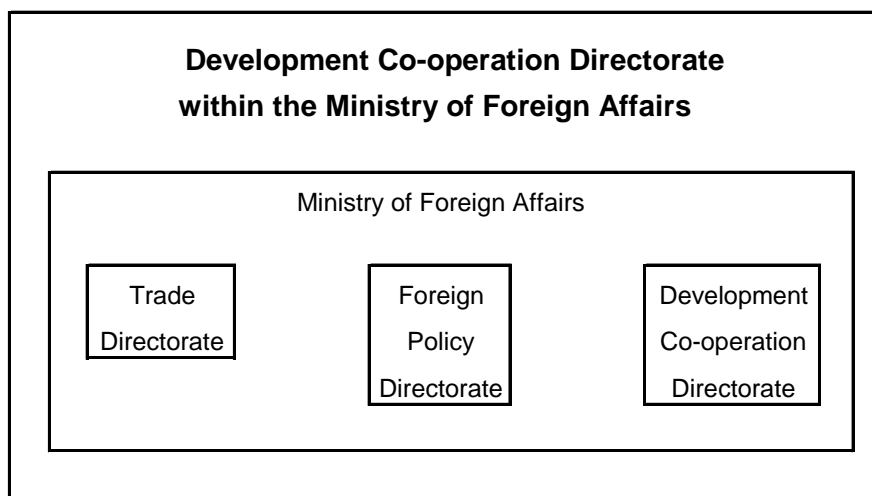 Development Co-operation Directorate
within the Ministry of Foreign Affairs
Ministry of Foreign Affairs
Trade
Directorate
Foreign
Policy
Directorate
Development
Co-operation
Directorate